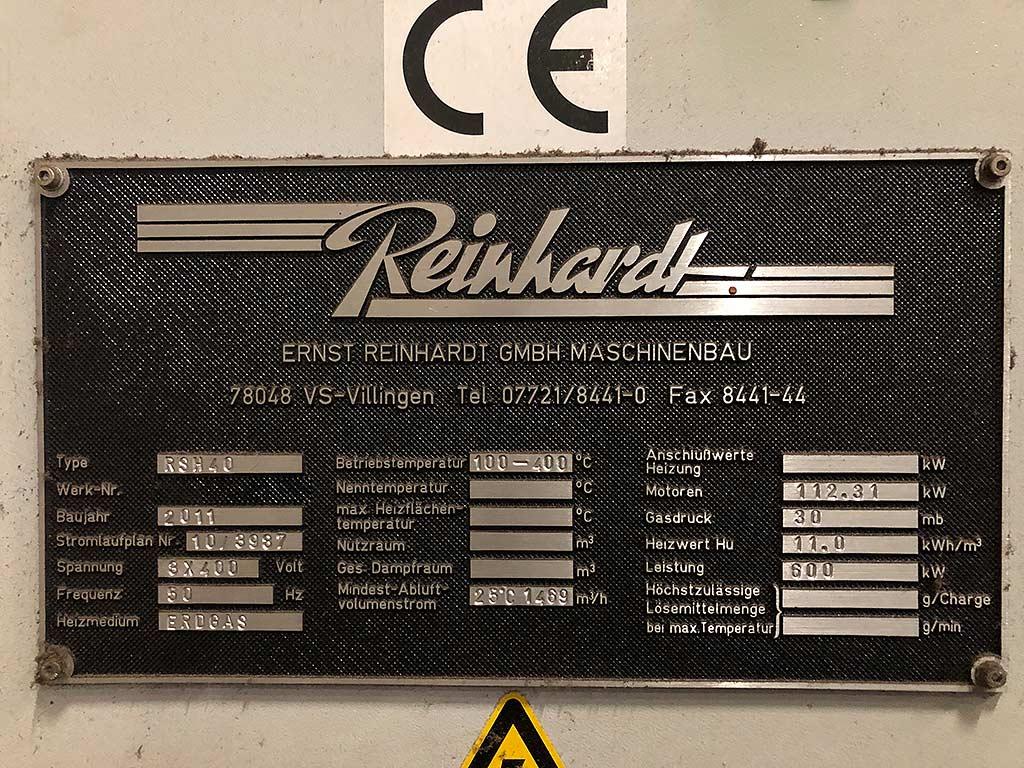 CE
Reinhardt
ERNST REINHARDT GMBH MASCHINENBAU
78048 VS-Villingen Tel. 07721/8441-0 Fax 8441-44
Type RSH40
Werk-Nr.
Baujahr 2011
Stromlaufplan Nr. 10/3937
Spannung 3X400 Volt
Frequenz 50 Hz
Heizmedium ERDGAS
Betriebstemperatur 100-400 °C
Nenntemperatur °C
max. Heizflächen-
temperatur °C
Nutzraum m³
Ges. Dampfraum m³
Mindest-Abluft-
volumenstrom 25°C 1469 m³/h
Anschlußwerte
Heizung kW
Motoren 112.31 kW
Gasdruck 30 mb
Heizwert Hu 11.0 kWh/m³
Leistung 600 kW
Höchstzulässige g/Charge
Lösemittelmenge
bei max. Temperatur g/min